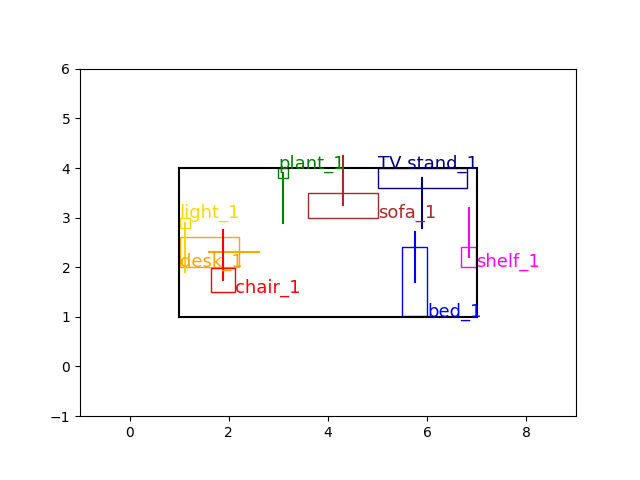 6
5
4
3
2
1
0
−1
plant_1
TV stand_1
light_1
sofa_1
desk_1
shelf_1
chair_1
bed_1
0
2
4
6
8